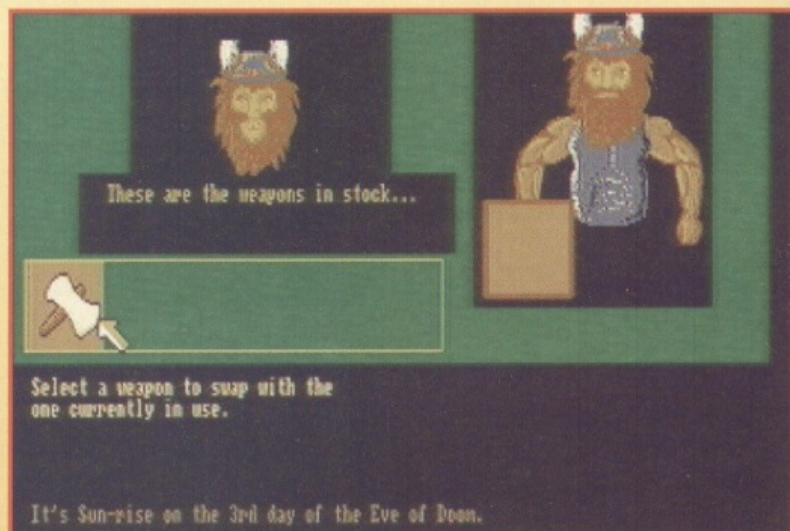 These are the weapons in stock...
Select a weapon to swap with the
one currently in use.
It's Sun-rise on the 3rd day of the Eve of Doom.